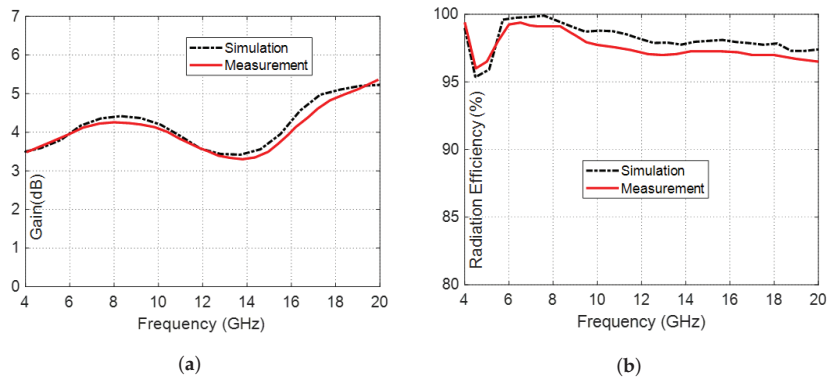 7
6
5
4
3
2
1
0
Gain(dB)
Simulation
Measurement
4 6 8 10 12 14 16 18 20
Frequency (GHz)
(a)
100
95
90
85
80
Radiation Efficiency (%)
Simulation
Measurement
4 6 8 10 12 14 16 18 20
Frequency (GHz)
(b)